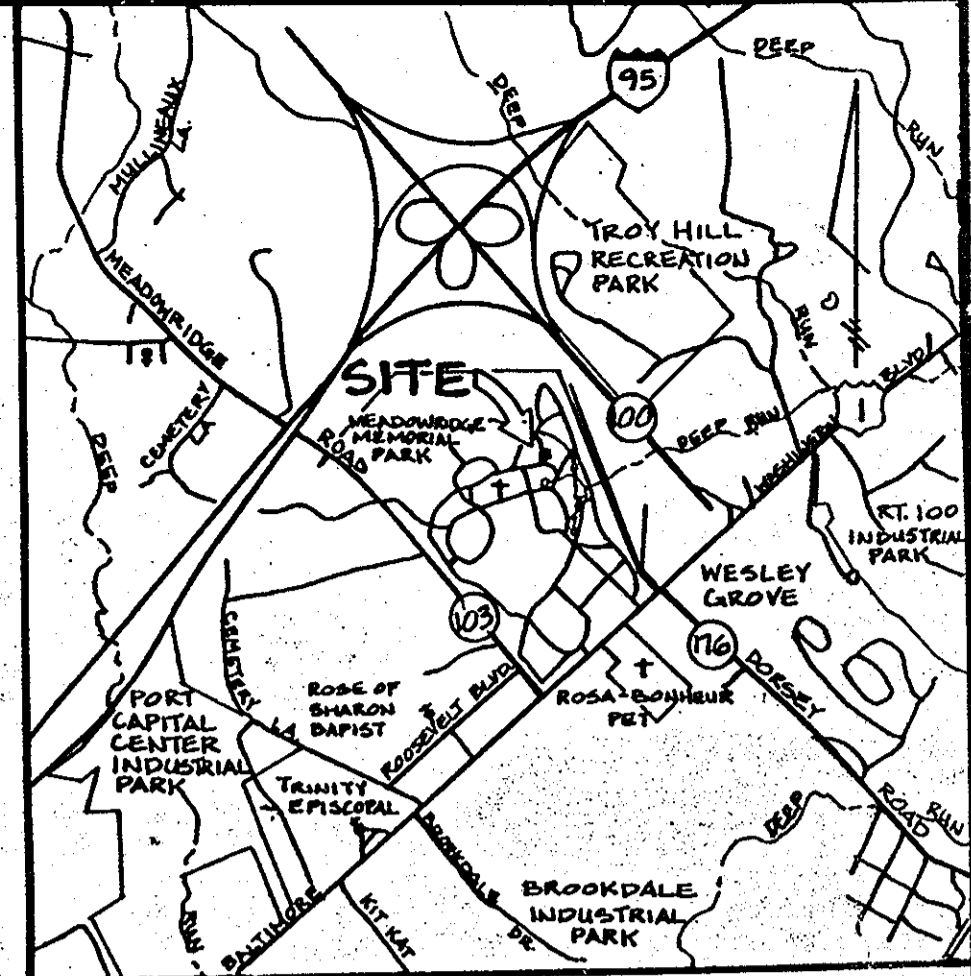 DEEP
95
DEEP
RUN
MULLINEAUX
LA.
TROY HILL
RECREATION
PARK
MEADOWRIDGE
RUN
BLVD
1
SITE
MEADOWRIDGE
MEMORIAL
PARK
100
CEMETERY
LA
ROAD
DEEP RUN
WASHINGTON
DEEP
RT. 100
INDUSTRIAL
PARK
WESLEY
GROVE
103
CEMETERY
LA
176
DORSEY
ROAD
ROSE OF
SHARON
BAPIST
ROOSEVELT BLVD
ROSA-BONHEUR
PET
PORT
CAPITAL
CENTER
INDUSTRIAL
PARK
TRINITY
EPISCOPAL
DEEP
RUN
BROOKDALE
DR.
BROOKDALE
INDUSTRIAL
PARK
RUN
BALTIMORE
KIT KAT